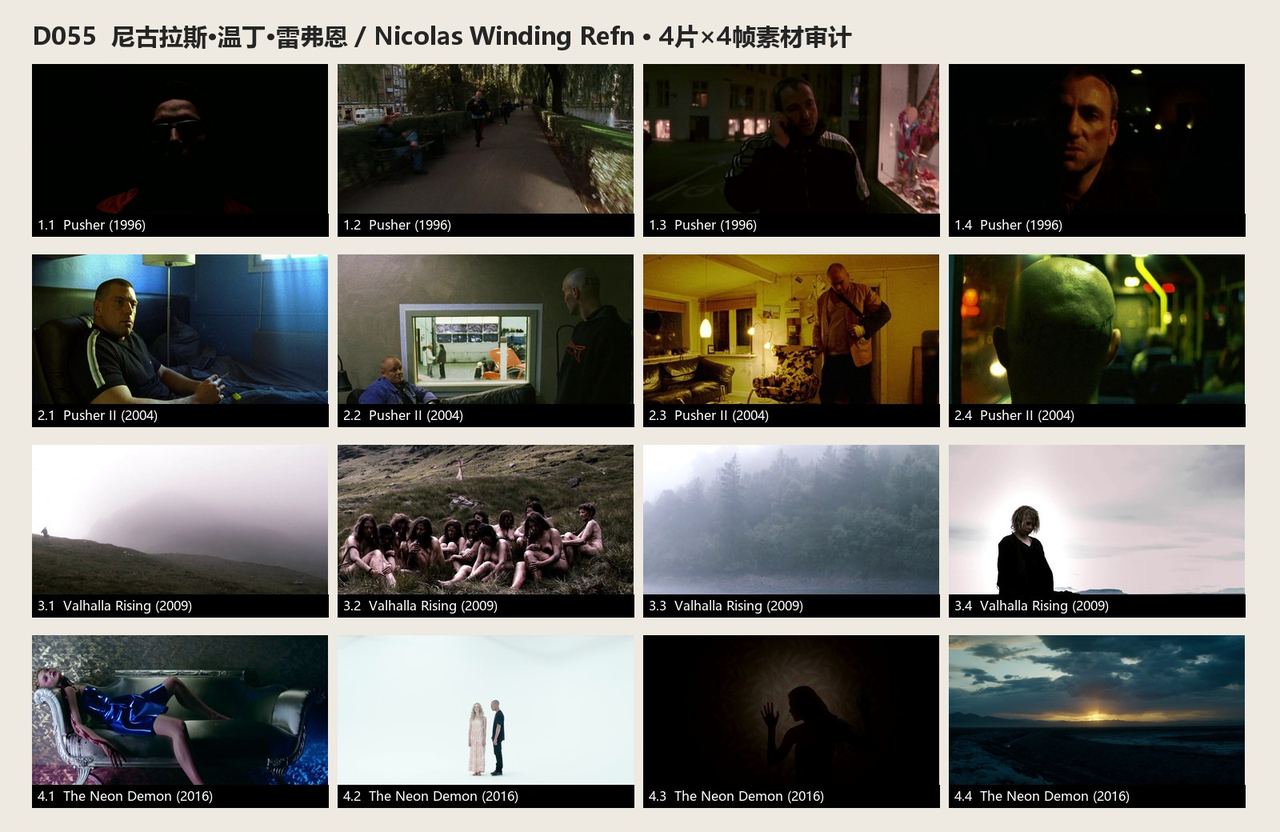 D055 尼古拉斯•温丁•雷弗恩 / Nicolas Winding Refn • 4片×4帧素材审计
1.1 Pusher (1996)
1.2 Pusher (1996)
1.3 Pusher (1996)
1.4 Pusher (1996)
2.1 Pusher II (2004)
2.2 Pusher II (2004)
2.3 Pusher II (2004)
2.4 Pusher II (2004)
3.1 Valhalla Rising (2009)
3.2 Valhalla Rising (2009)
3.3 Valhalla Rising (2009)
3.4 Valhalla Rising (2009)
4.1 The Neon Demon (2016)
4.2 The Neon Demon (2016)
4.3 The Neon Demon (2016)
4.4 The Neon Demon (2016)